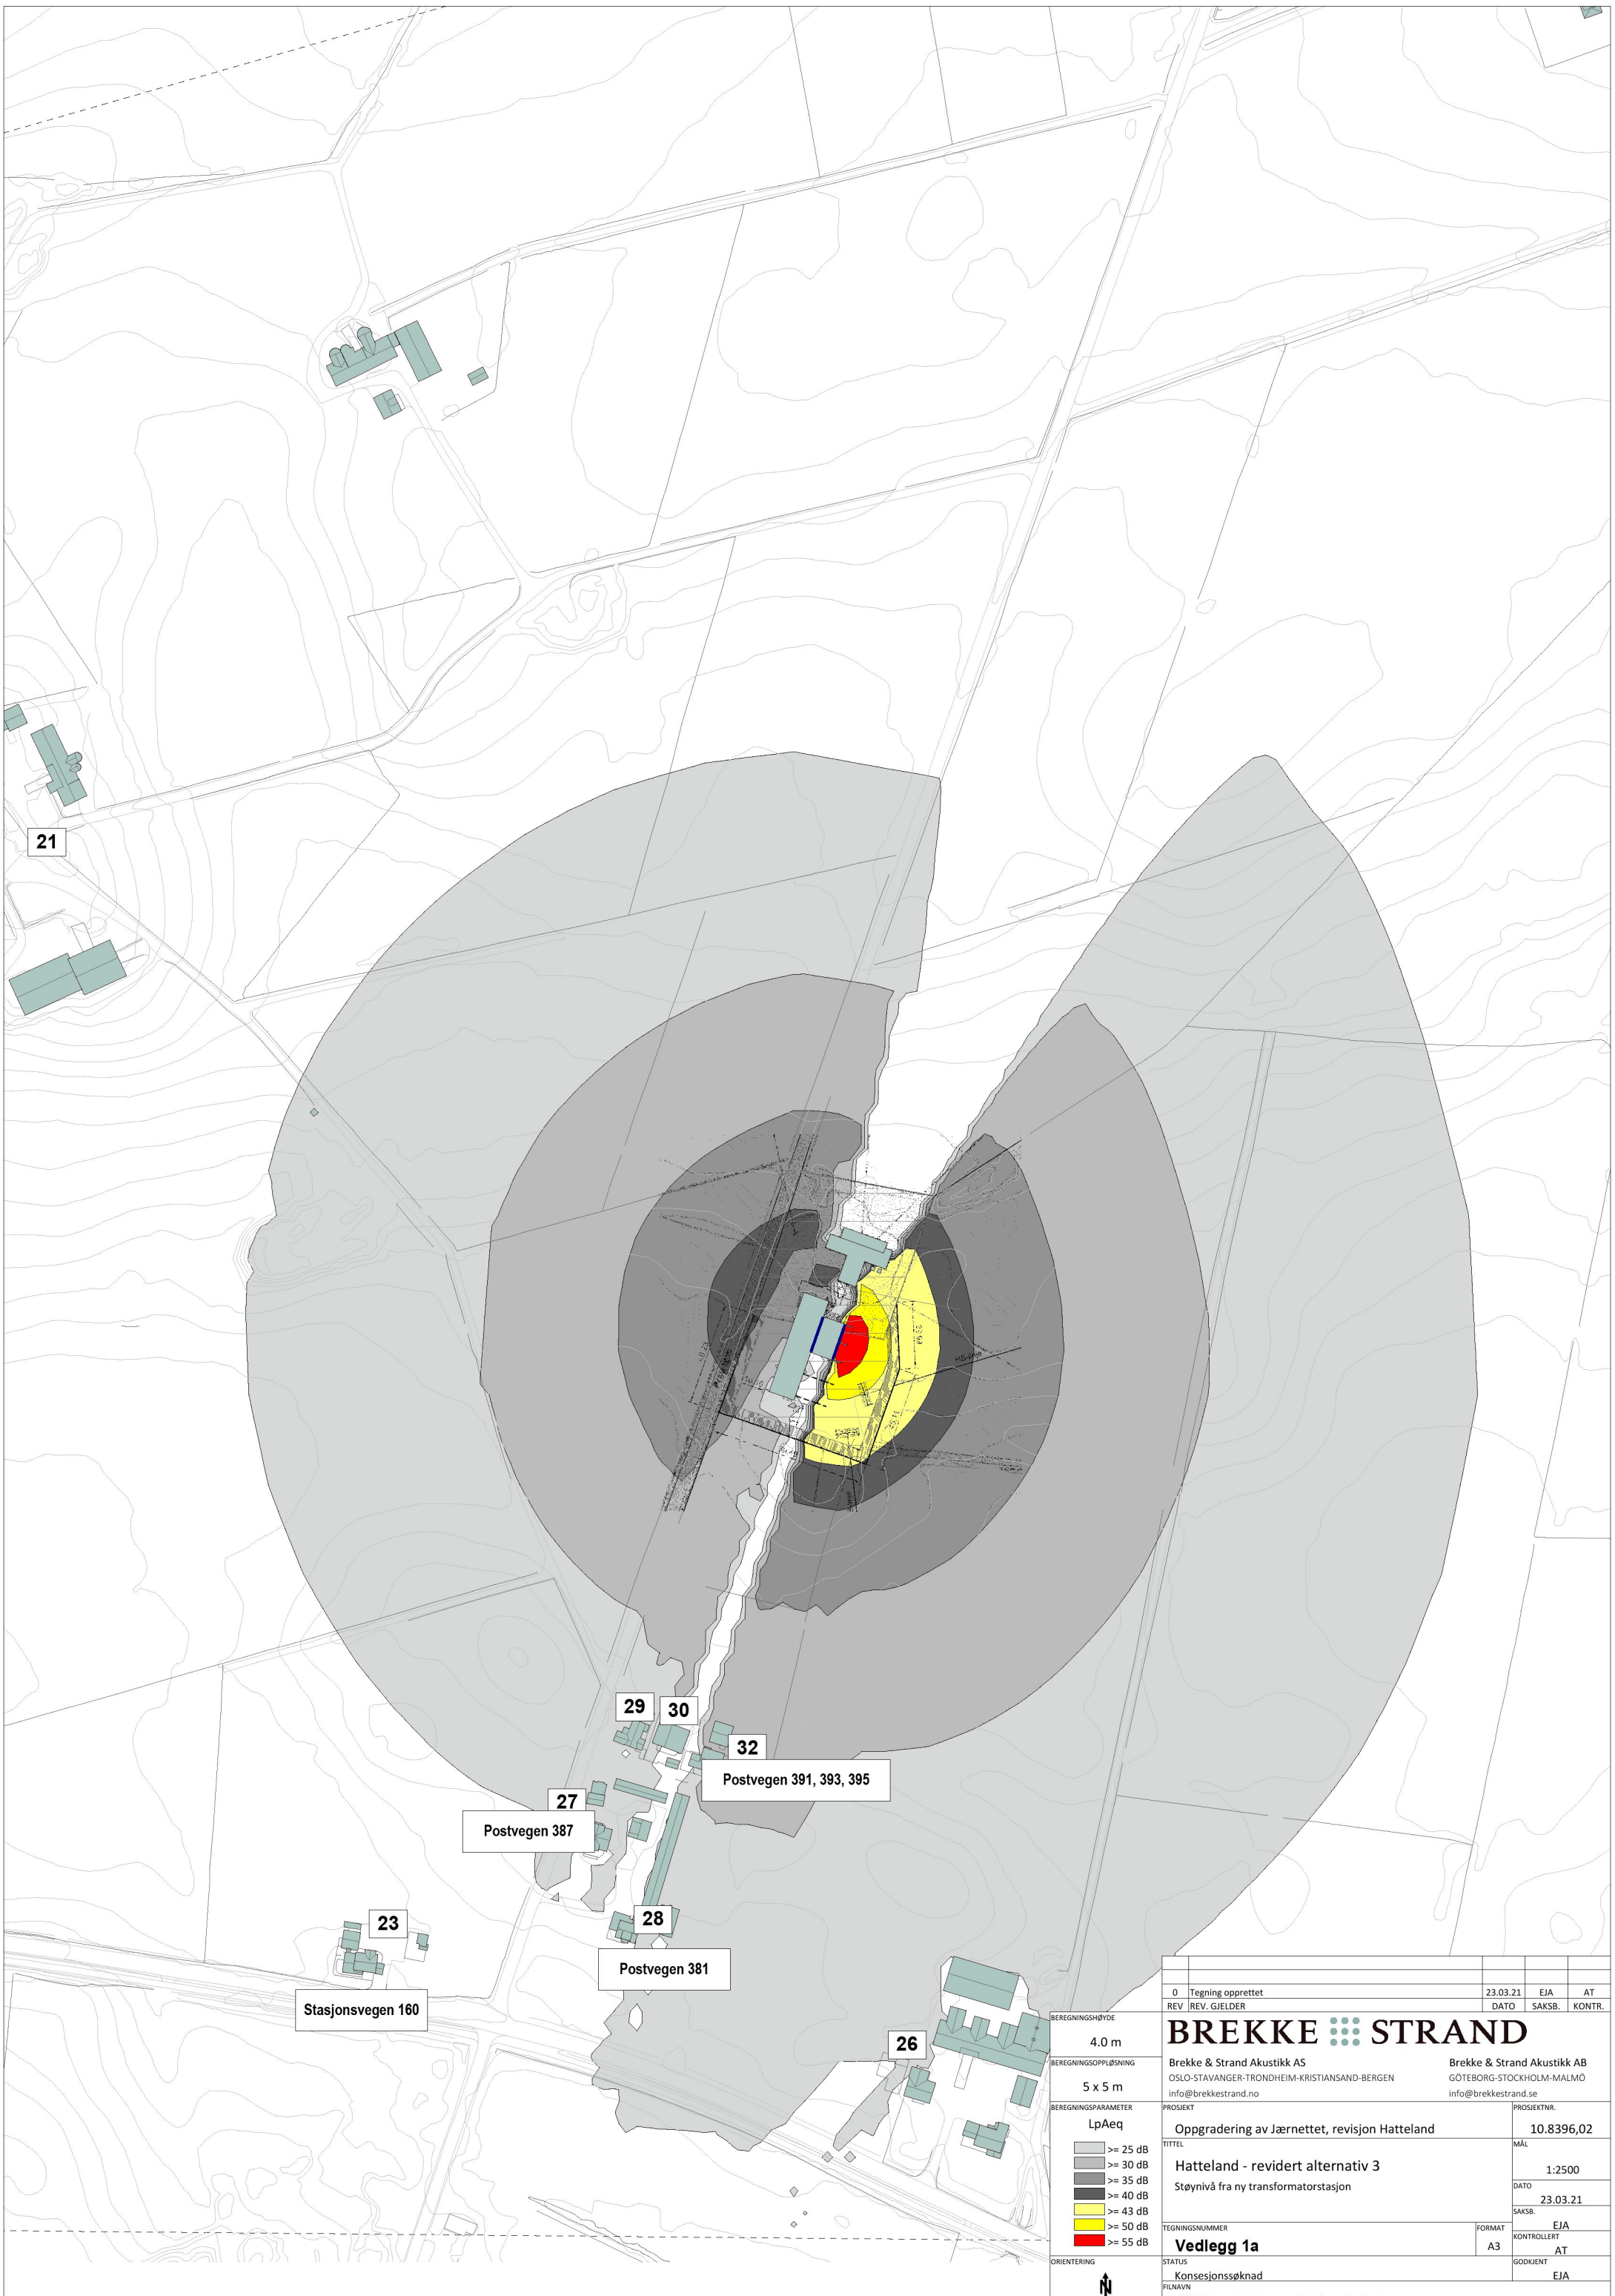 21
29
30
32
Postvegen 391, 393, 395
27
Postvegen 387
23
28
Postvegen 381
Stasjonsvegen 160
26
0 Tegning opprettet 23.03.21 EJA AT
REV REV. GJELDER DATO SAKSB. KONTR.
BEREGNINGSHØYDE
4.0 m
BEREGNINGSOPPLØSNING
5 x 5 m
BEREGNINGSPARAMETER
LpAeq
>= 25 dB
>= 30 dB
>= 35 dB
>= 40 dB
>= 43 dB
>= 50 dB
>= 55 dB
ORIENTERING
N
BREKKE STRAND
Brekke & Strand Akustikk AS
OSLO-STAVANGER-TRONDHEIM-KRISTIANSAND-BERGEN
info@brekkestrand.no
Brekke & Strand Akustikk AB
GÖTEBORG-STOCKHOLM-MALMÖ
info@brekkestrand.se
PROSJEKT
Oppgradering av Jærnettet, revisjon Hatteland
PROSJEKTNR.
10.8396,02
TITTEL
Hatteland - revidert alternativ 3
Støynivå fra ny transformatorstasjon
MÅL
1:2500
DATO
23.03.21
SAKSB.
EJA
TEGNINGSNUMMER
Vedlegg 1a
FORMAT
A3
KONTROLLERT
AT
STATUS
Konsesjonssøknad
GODKJENT
EJA
FILNAVN